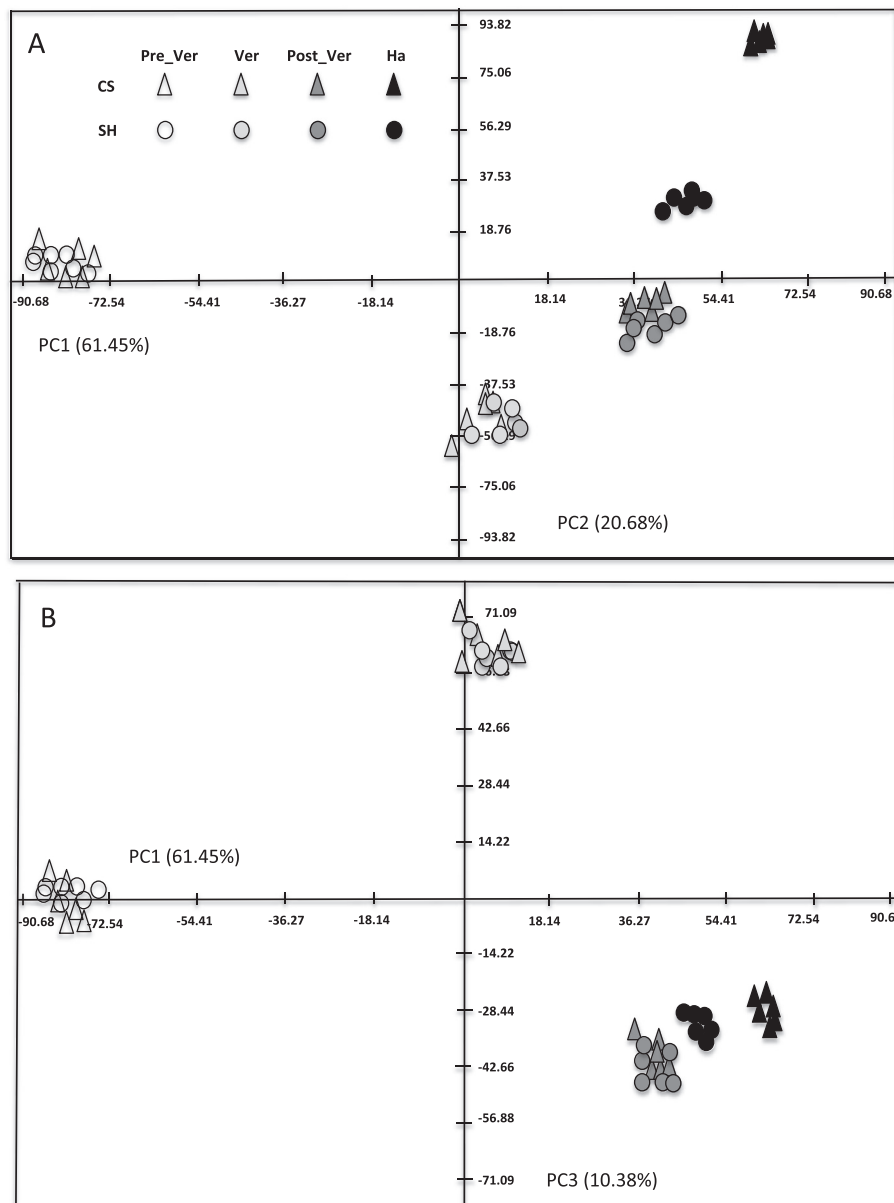 A
Pre_Ver Ver Post_Ver Ha
CS
SH
93.82
75.06
56.29
37.53
18.76
-90.68 -72.54 -54.41 -36.27 -18.14 18.14 54.41 72.54 90.68
-18.76
PC1 (61.45%)
-37.53
-75.06
PC2 (20.68%)
-93.82
B
71.09
42.66
28.44
14.22
PC1 (61.45%)
-90.68 -72.54 -54.41 -36.27 -18.14 18.14 36.27 54.41 72.54 90.6
-14.22
-28.44
-42.66
-56.88
-71.09
PC3 (10.38%)